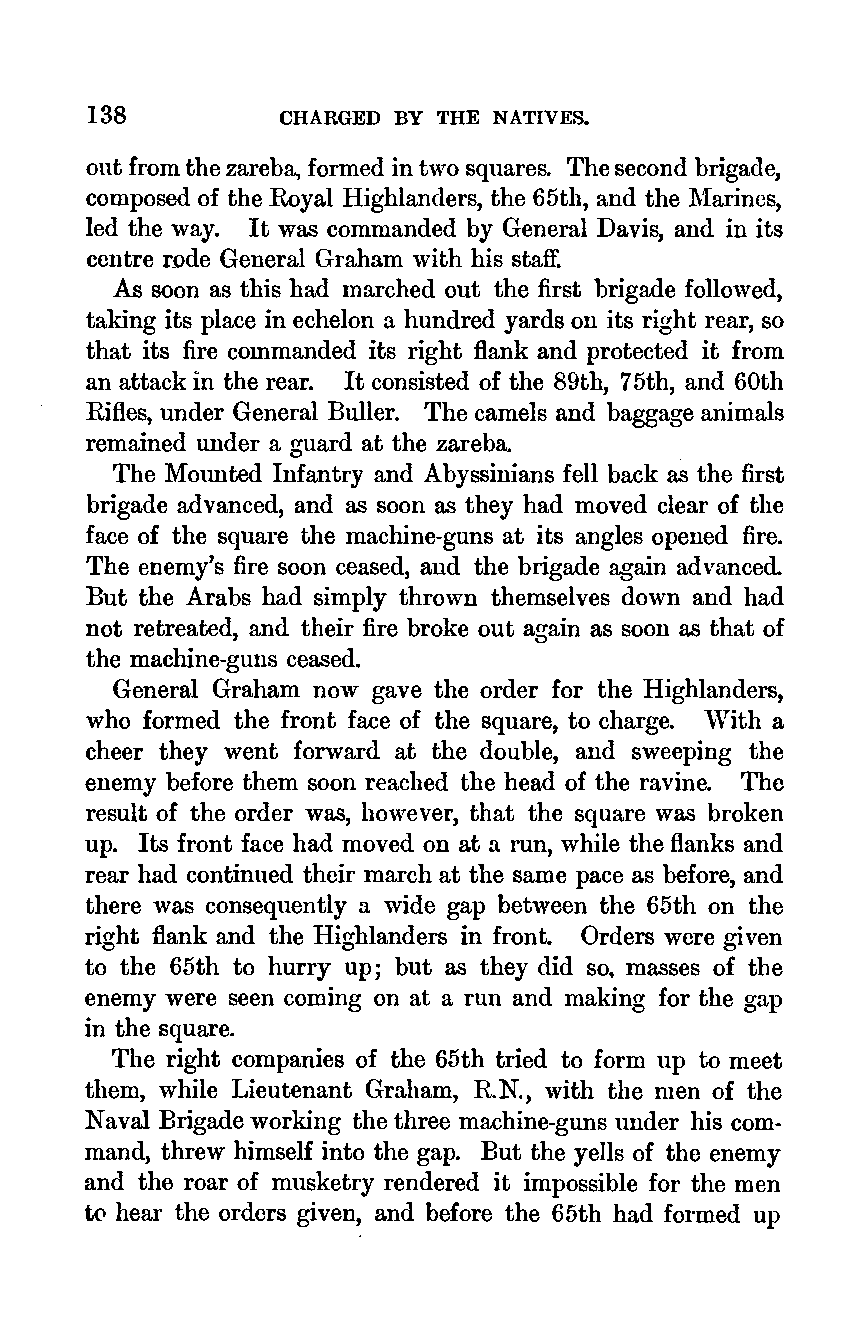 138 CHARGED BY THE NATIVES.
out from the zareba, formed in two squares. The second brigade,
composed of the Royal Highlanders, the 65th, and the Marines,
led the way. It was commanded by General Davis, and in its
centre rode General Graham with his staff.
As soon as this had marched out the first brigade followed,
taking its place in echelon a hundred yards on its right rear, so
that its fire commanded its right flank and protected it from
an attack in the rear. It consisted of the 89th, 75th, and 60th
Rifles, under General Buller. The camels and baggage animals
remained under a guard at the zareba.
The Mounted Infantry and Abyssinians fell back as the first
brigade advanced, and as soon as they had moved clear of the
face of the square the machine-guns at its angles opened fire.
The enemy's fire soon ceased, and the brigade again advanced.
But the Arabs had simply thrown themselves down and had
not retreated, and their fire broke out again as soon as that of
the machine-guns ceased.
General Graham now gave the order for the Highlanders,
who formed the front face of the square, to charge. With a
cheer they went forward at the double, and sweeping the
enemy before them soon reached the head of the ravine. The
result of the order was, however, that the square was broken
up. Its front face had moved on at a run, while the flanks and
rear had continued their march at the same pace as before, and
there was consequently a wide gap between the 65th on the
right flank and the Highlanders in front. Orders were given
to the 65th to hurry up; but as they did so, masses of the
enemy were seen coming on at a run and making for the gap
in the square.
The right companies of the 65th tried to form up to meet
them, while Lieutenant Graham, R.N., with the men of the
Naval Brigade working the three machine-guns under his com-
mand, threw himself into the gap. But the yells of the enemy
and the roar of musketry rendered it impossible for the men
to hear the orders given, and before the 65th had formed up